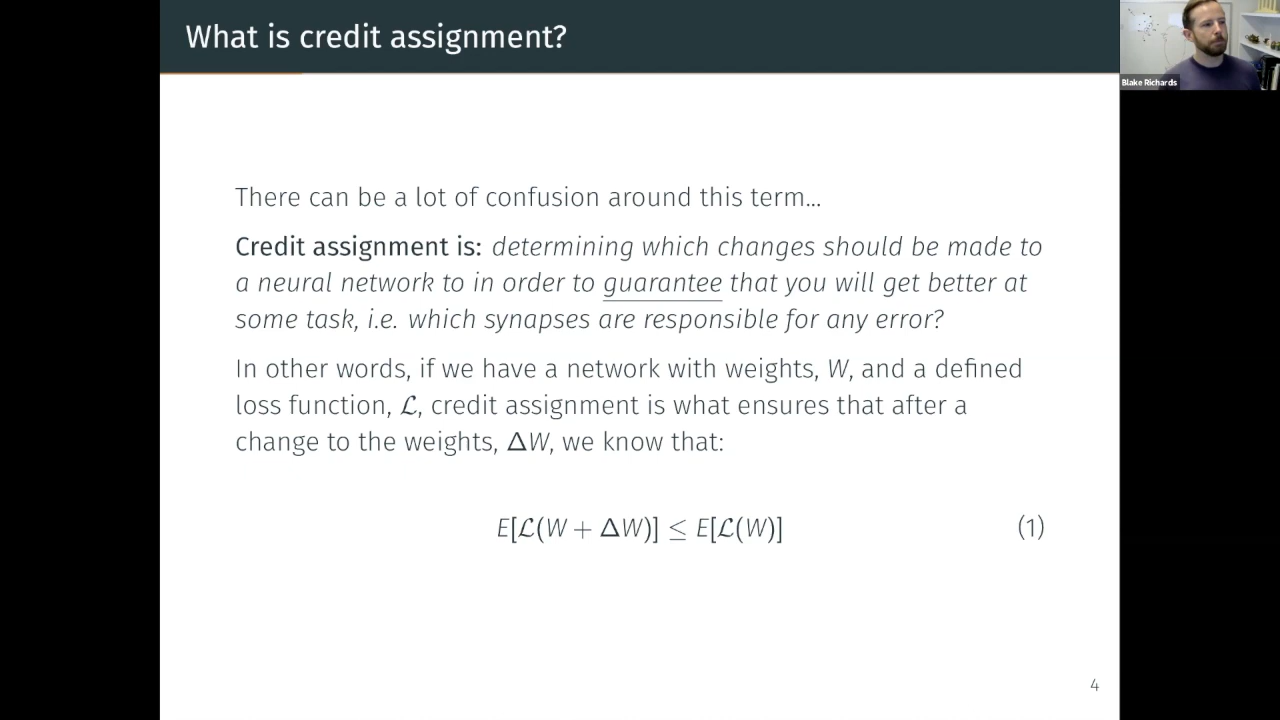 What is credit assignment?
Blake Richards
There can be a lot of confusion around this term...
Credit assignment is: determining which changes should be made to
a neural network to in order to guarantee that you will get better at
some task, i.e. which synapses are responsible for any error?
In other words, if we have a network with weights, W, and a defined
loss function, ℒ, credit assignment is what ensures that after a
change to the weights, ΔW, we know that:
E[ℒ(W + ΔW)] ≤ E[ℒ(W)] (1)
4